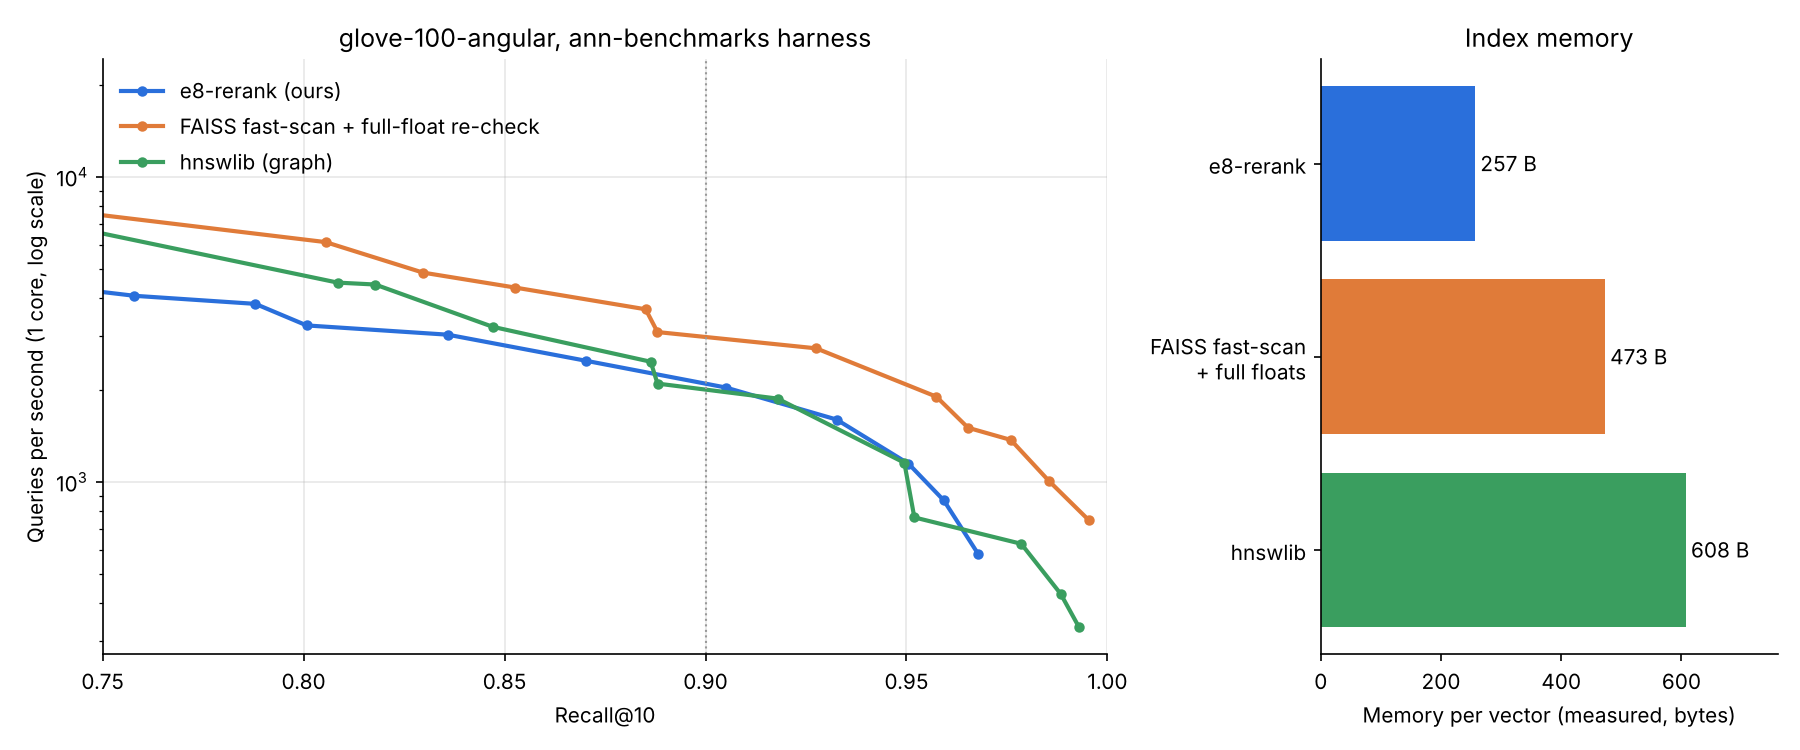 glove-100-angular, ann-benchmarks harness
e8-rerank (ours)
FAISS fast-scan + full-float re-check
hnswlib (graph)
Queries per second (1 core, log scale)
10⁴
10³
0.75 0.80 0.85 0.90 0.95 1.00
Recall@10
Index memory
e8-rerank
257 B
FAISS fast-scan
+ full floats
473 B
hnswlib
608 B
0 200 400 600
Memory per vector (measured, bytes)